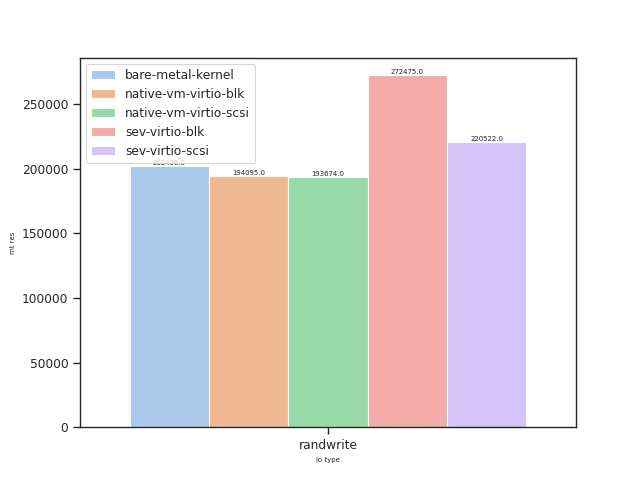 bare-metal-kernel
native-vm-virtio-blk
native-vm-virtio-scsi
sev-virtio-blk
sev-virtio-scsi
272475.0
220522.0
194095.0
193674.0
250000
200000
150000
100000
50000
0
mt res
randwrite
io type